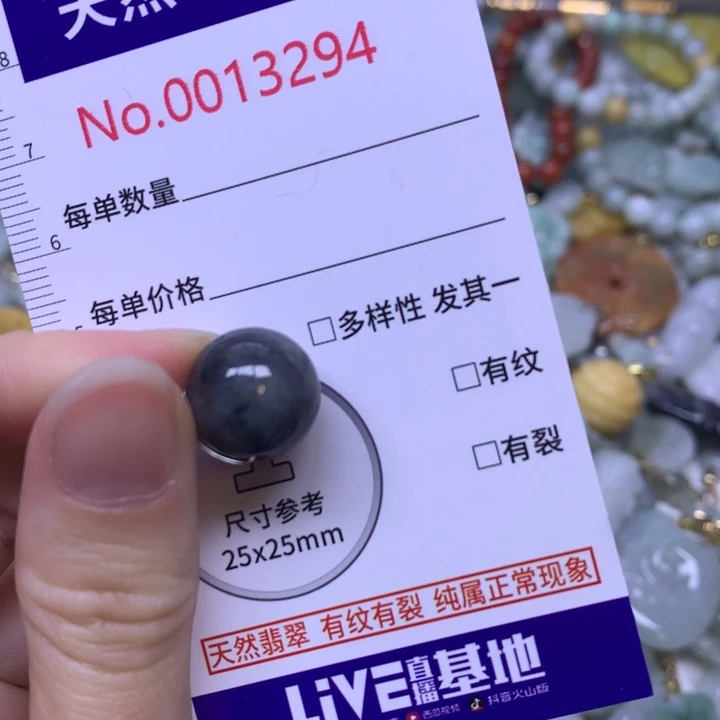 天然
8
No.0013294
7
每单数量
6
每单价格
□多样性 发其一
□有纹
□有裂
尺寸参考
25x25mm
天然翡翠 有纹有裂 纯属正常现象
LiVE直播基地
西瓜视频 抖音火山版